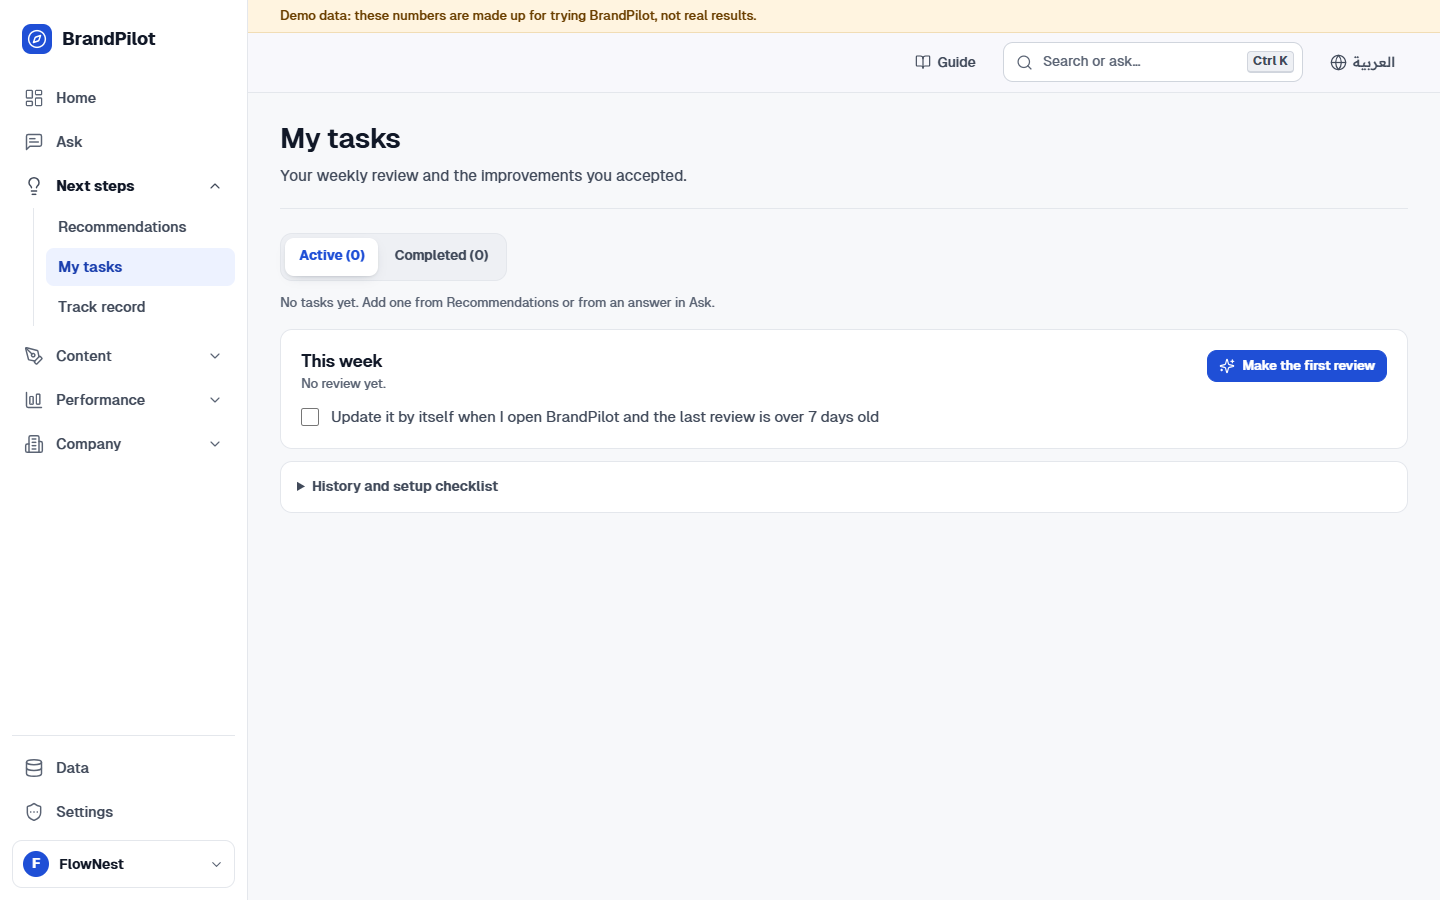 Demo data: these numbers are made up for trying BrandPilot, not real results.
BrandPilot
Guide
Search or ask...
Ctrl K
العربية
Home
Ask
Next steps
Recommendations
My tasks
Track record
Content
Performance
Company
Data
Settings
F FlowNest
My tasks
Your weekly review and the improvements you accepted.
Active (0) Completed (0)
No tasks yet. Add one from Recommendations or from an answer in Ask.
This week
No review yet.
Make the first review
Update it by itself when I open BrandPilot and the last review is over 7 days old
History and setup checklist